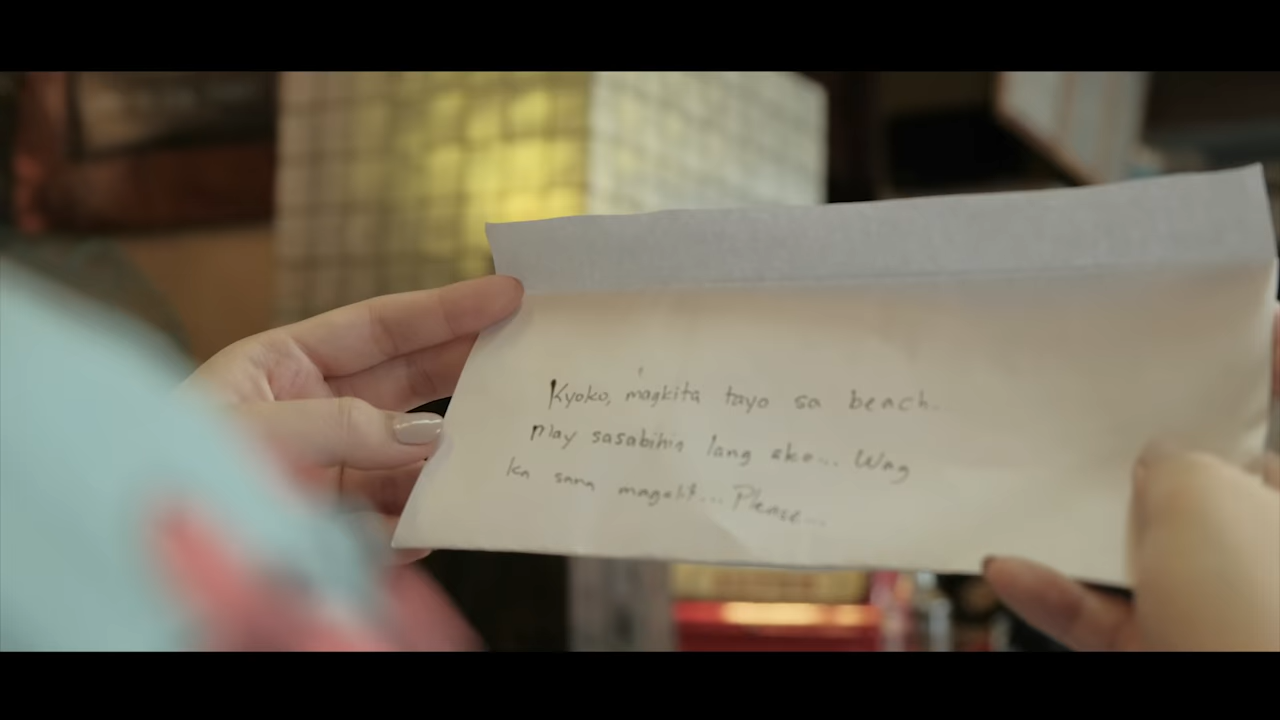 Kyoko, magkita tayo sa beach.
May sasabihin lang ako... Wag
ka sana magalit... Please...